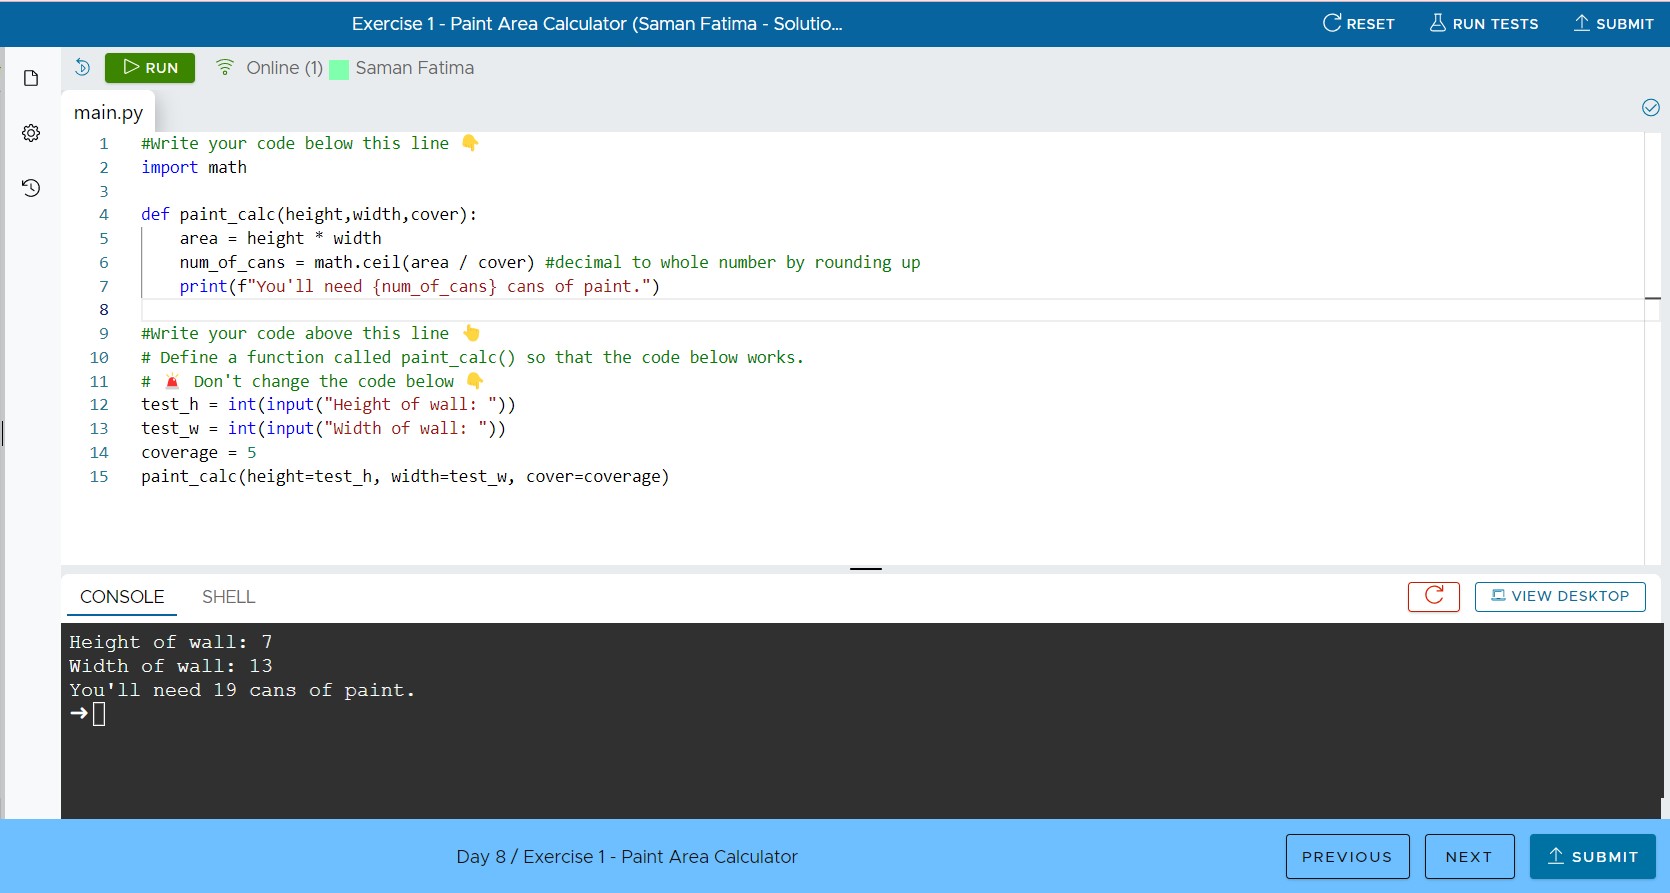 Exercise 1 - Paint Area Calculator (Saman Fatima - Solutio...
RESET
RUN TESTS
SUBMIT
RUN
Online (1)
Saman Fatima
main.py
1 #Write your code below this line 👇
2 import math
3
4 def paint_calc(height,width,cover):
5     area = height * width
6     num_of_cans = math.ceil(area / cover) #decimal to whole number by rounding up
7     print(f"You'll need {num_of_cans} cans of paint.")
8
9 #Write your code above this line 👆
10 # Define a function called paint_calc() so that the code below works.
11 # 🚨 Don't change the code below 👇
12 test_h = int(input("Height of wall: "))
13 test_w = int(input("Width of wall: "))
14 coverage = 5
15 paint_calc(height=test_h, width=test_w, cover=coverage)
CONSOLE
SHELL
VIEW DESKTOP
Height of wall: 7
Width of wall: 13
You'll need 19 cans of paint.
➜
Day 8 / Exercise 1 - Paint Area Calculator
PREVIOUS
NEXT
SUBMIT